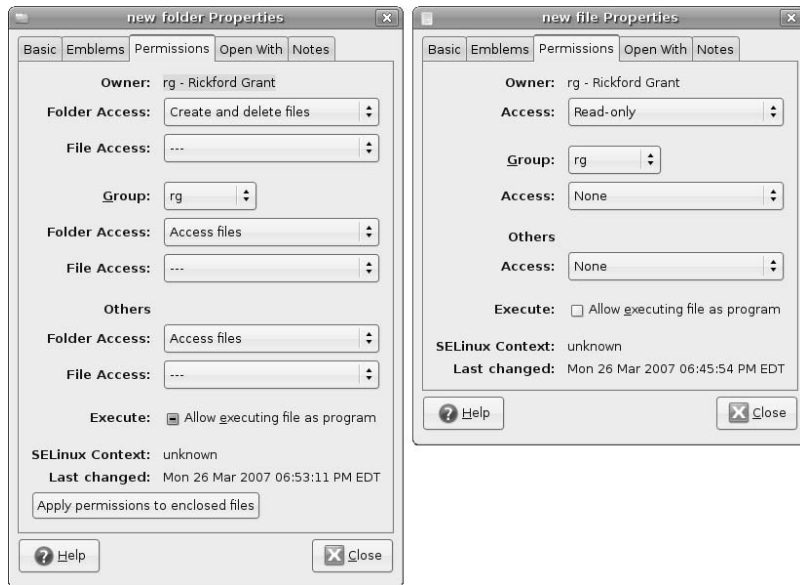 new folder Properties
Basic Emblems Permissions Open With Notes
Owner: rg - Rickford Grant
Folder Access: Create and delete files
File Access: ---
Group: rg
Folder Access: Access files
File Access: ---
Others
Folder Access: Access files
File Access: ---
Execute: Allow executing file as program
SELinux Context: unknown
Last changed: Mon 26 Mar 2007 06:53:11 PM EDT
Apply permissions to enclosed files
Help Close
new file Properties
Basic Emblems Permissions Open With Notes
Owner: rg - Rickford Grant
Access: Read-only
Group: rg
Access: None
Others
Access: None
Execute: Allow executing file as program
SELinux Context: unknown
Last changed: Mon 26 Mar 2007 06:45:54 PM EDT
Help Close